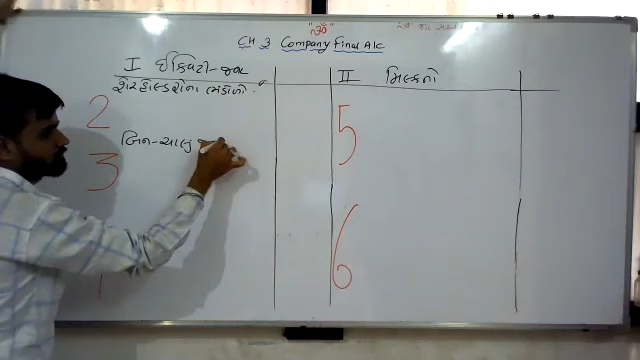 "ૐ"
CH 3 Company Final A/c
I ઈક્વિટી-જવા
શેરહોલ્ડરોના ભંડોળો
2
બિન-ચાલુ જ
3
II મિલકતો
5
6